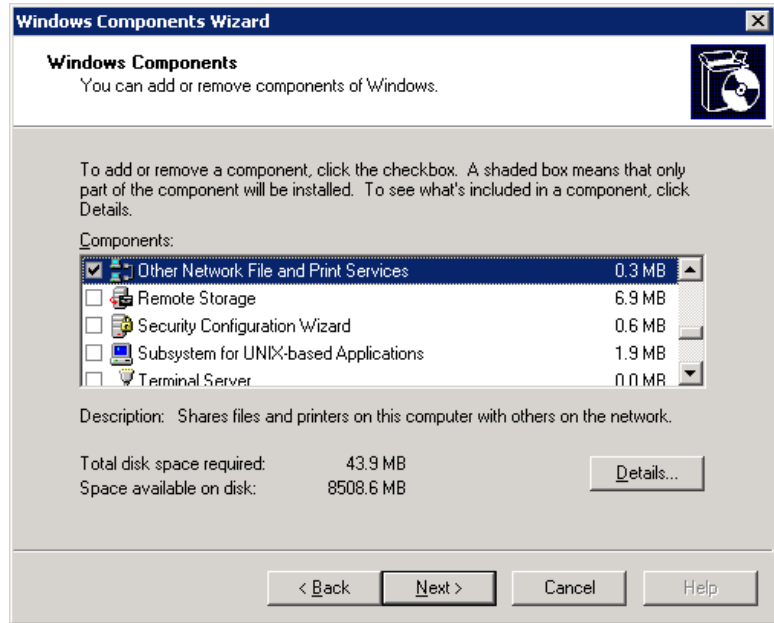 Windows Components Wizard
Windows Components
You can add or remove components of Windows.
To add or remove a component, click the checkbox. A shaded box means that only
part of the component will be installed. To see what's included in a component, click
Details.
Components:
Other Network File and Print Services 0.3 MB
Remote Storage 6.9 MB
Security Configuration Wizard 0.6 MB
Subsystem for UNIX-based Applications 1.9 MB
Terminal Server 0.0 MB
Description: Shares files and printers on this computer with others on the network.
Total disk space required: 43.9 MB
Space available on disk: 8508.6 MB
Details...
< Back Next > Cancel Help